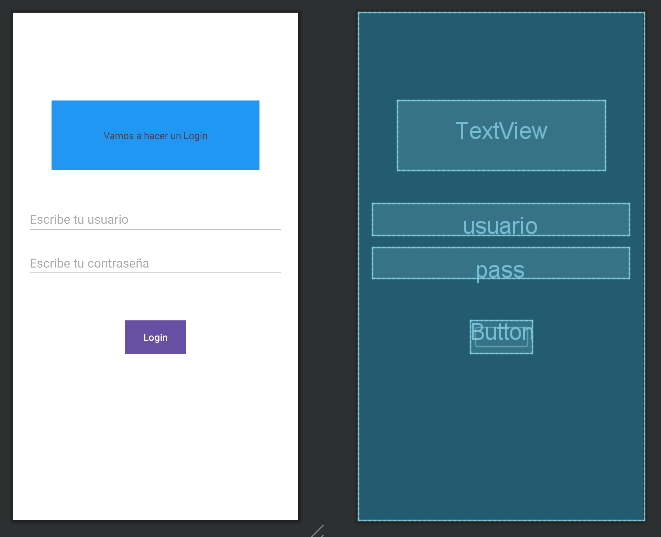 Vamos a hacer un Login
Escribe tu usuario
Escribe tu contraseña
Login
TextView
usuario
pass
Button